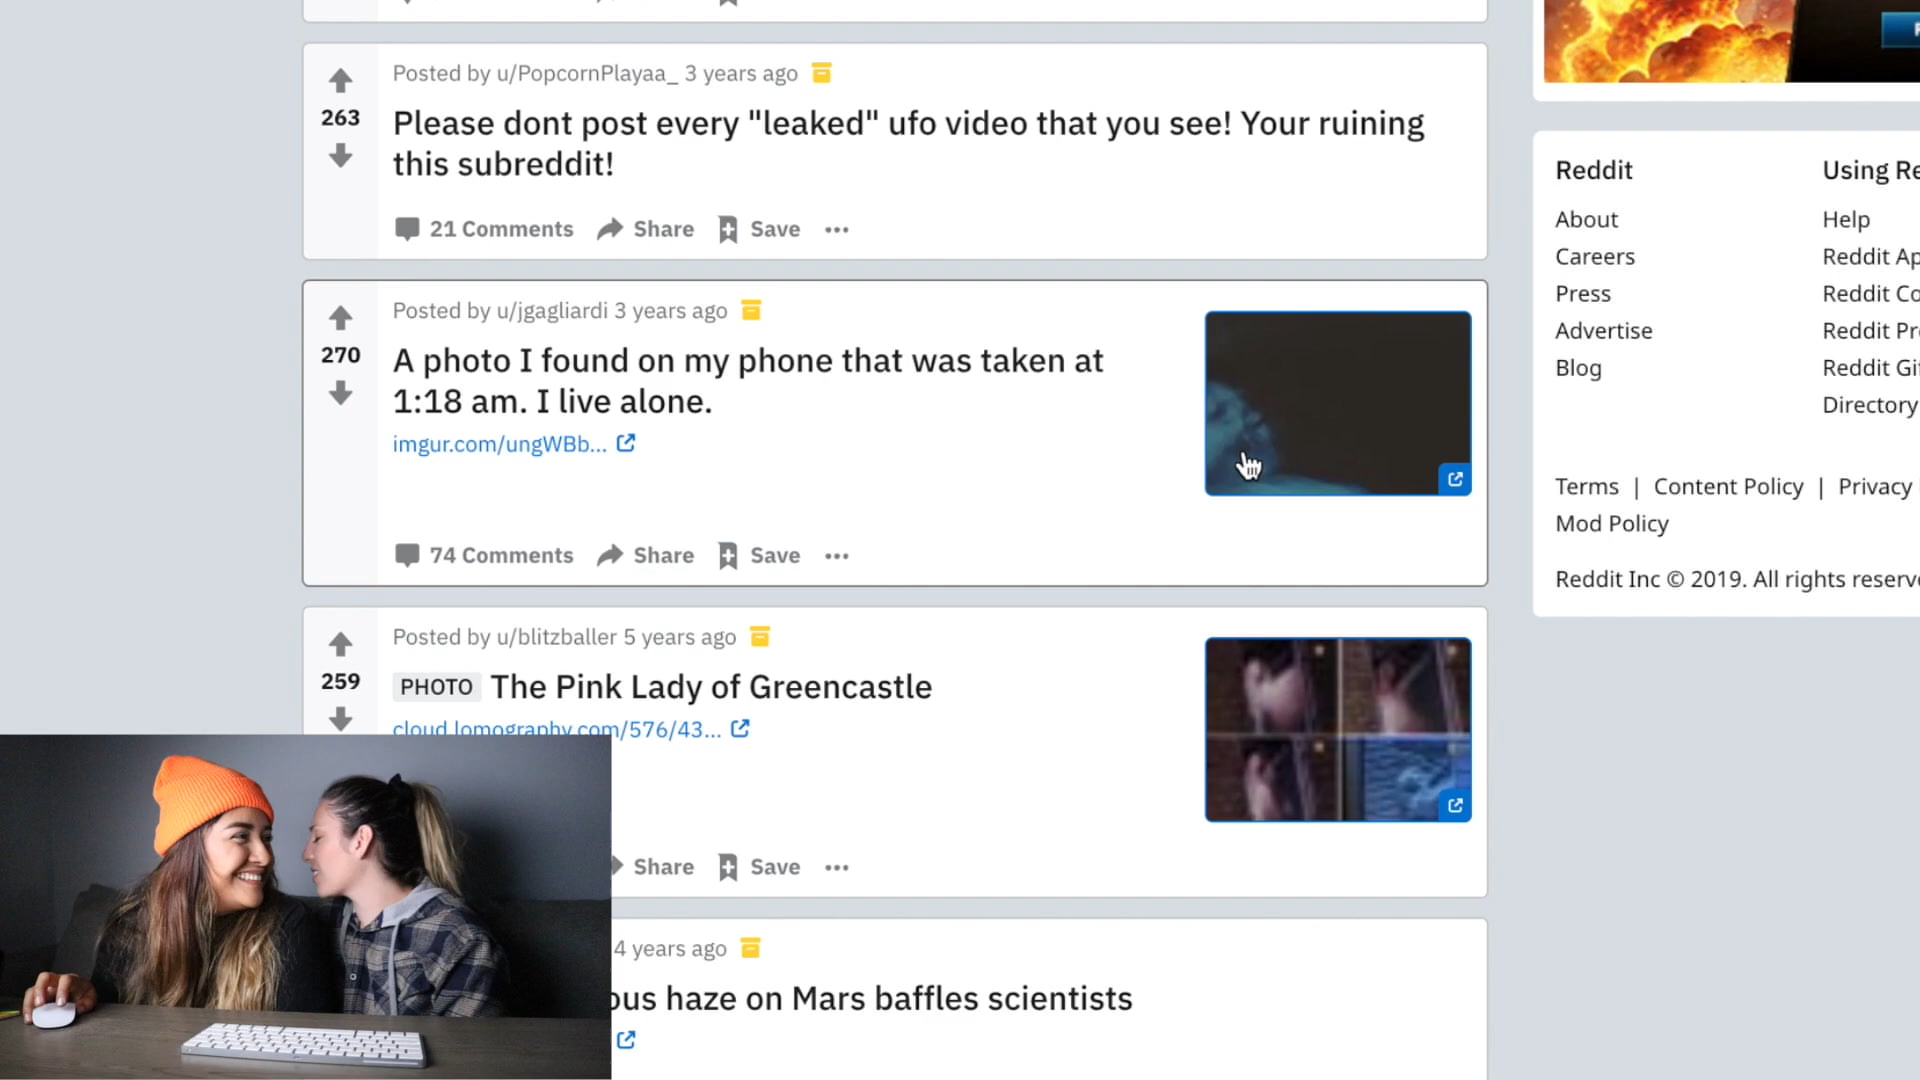 Posted by u/PopcornPlayaa_ 3 years ago
263
Please dont post every "leaked" ufo video that you see! Your ruining
this subreddit!
21 Comments
Share
Save
Posted by u/jgagliardi 3 years ago
270
A photo I found on my phone that was taken at
1:18 am. I live alone.
imgur.com/ungWBb...
74 Comments
Share
Save
Posted by u/blitzballer 5 years ago
259
PHOTO The Pink Lady of Greencastle
cloud.lomography.com/576/43...
Share
Save
4 years ago
ous haze on Mars baffles scientists
Reddit
Using Re
About
Help
Careers
Reddit Ap
Press
Reddit Co
Advertise
Reddit Pr
Blog
Reddit Gi
Directory
Terms | Content Policy | Privacy
Mod Policy
Reddit Inc © 2019. All rights reserve